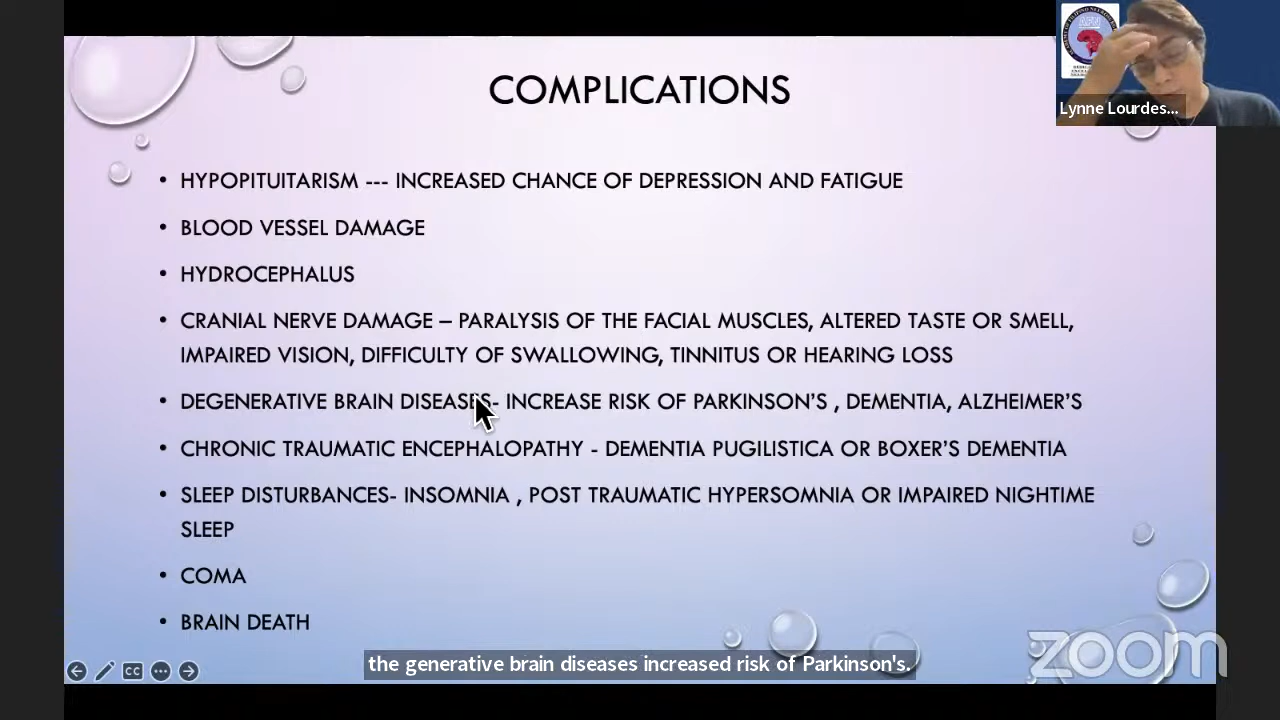 COMPLICATIONS
Lynne Lourdes...
• HYPOPITUITARISM --- INCREASED CHANCE OF DEPRESSION AND FATIGUE
• BLOOD VESSEL DAMAGE
• HYDROCEPHALUS
• CRANIAL NERVE DAMAGE – PARALYSIS OF THE FACIAL MUSCLES, ALTERED TASTE OR SMELL,
IMPAIRED VISION, DIFFICULTY OF SWALLOWING, TINNITUS OR HEARING LOSS
• DEGENERATIVE BRAIN DISEASES- INCREASE RISK OF PARKINSON'S , DEMENTIA, ALZHEIMER'S
• CHRONIC TRAUMATIC ENCEPHALOPATHY - DEMENTIA PUGILISTICA OR BOXER'S DEMENTIA
• SLEEP DISTURBANCES- INSOMNIA , POST TRAUMATIC HYPERSOMNIA OR IMPAIRED NIGHTIME
SLEEP
• COMA
• BRAIN DEATH
the generative brain diseases increased risk of Parkinson's.
CC
zoom